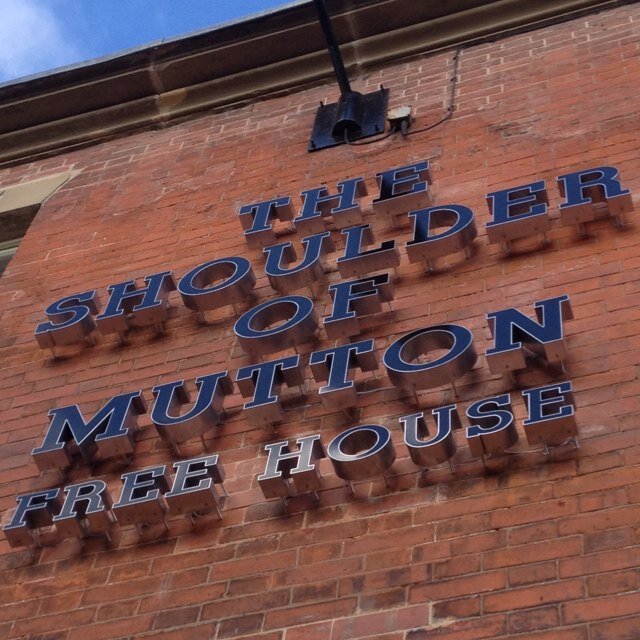 THE
SHOULDER
OF
MUTTON
FREE HOUSE